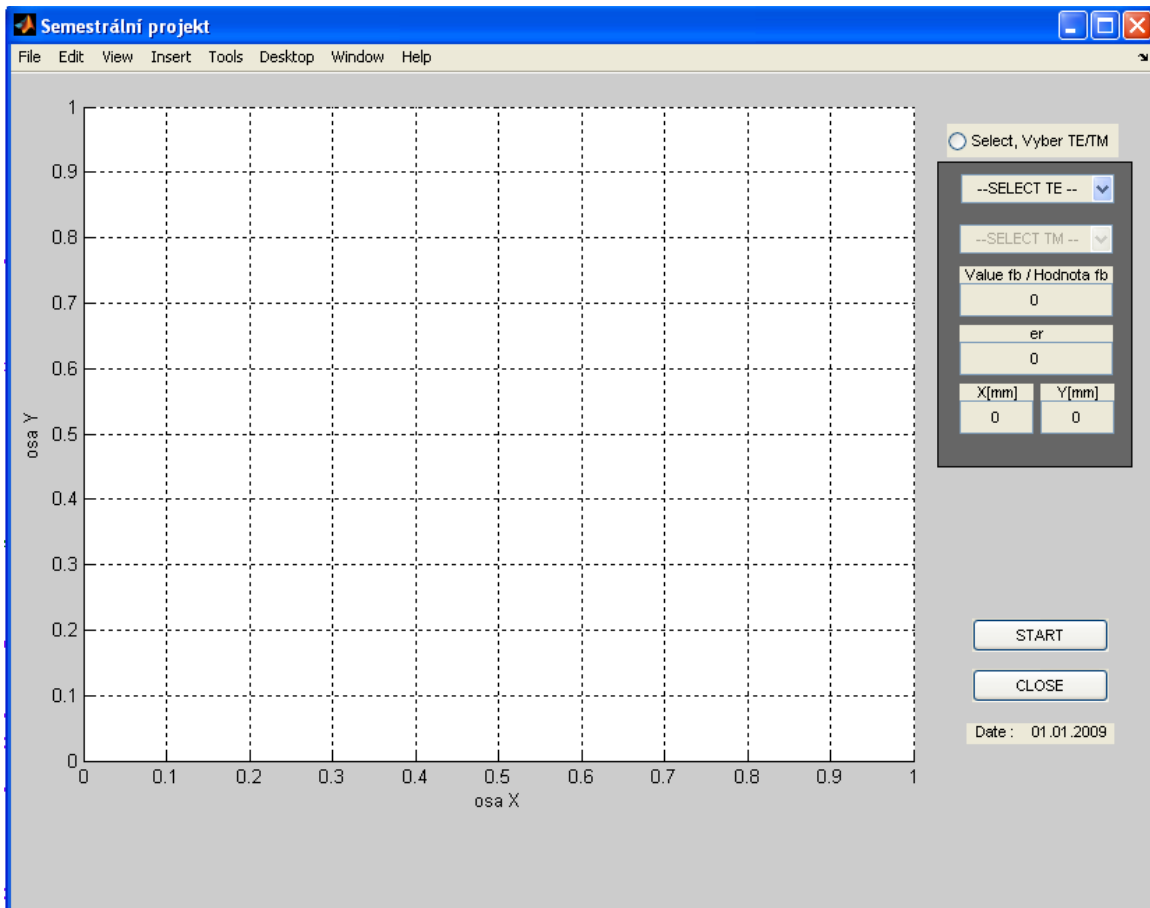 Semestrální projekt
File Edit View Insert Tools Desktop Window Help
1
0.9
0.8
0.7
0.6
0.5
0.4
0.3
0.2
0.1
0
osa Y
0 0.1 0.2 0.3 0.4 0.5 0.6 0.7 0.8 0.9 1
osa X
Select, Vyber TE/TM
--SELECT TE --
--SELECT TM --
Value fb / Hodnota fb
0
er
0
X[mm] Y[mm]
0 0
START
CLOSE
Date : 01.01.2009